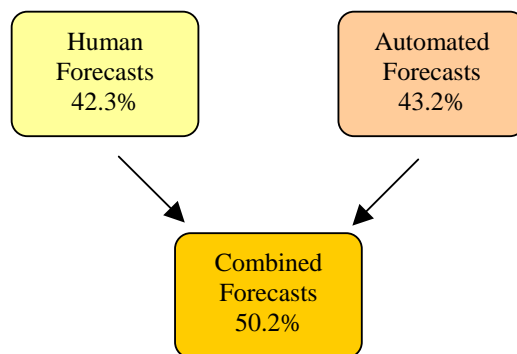 Human
Forecasts
42.3%
Automated
Forecasts
43.2%
Combined
Forecasts
50.2%